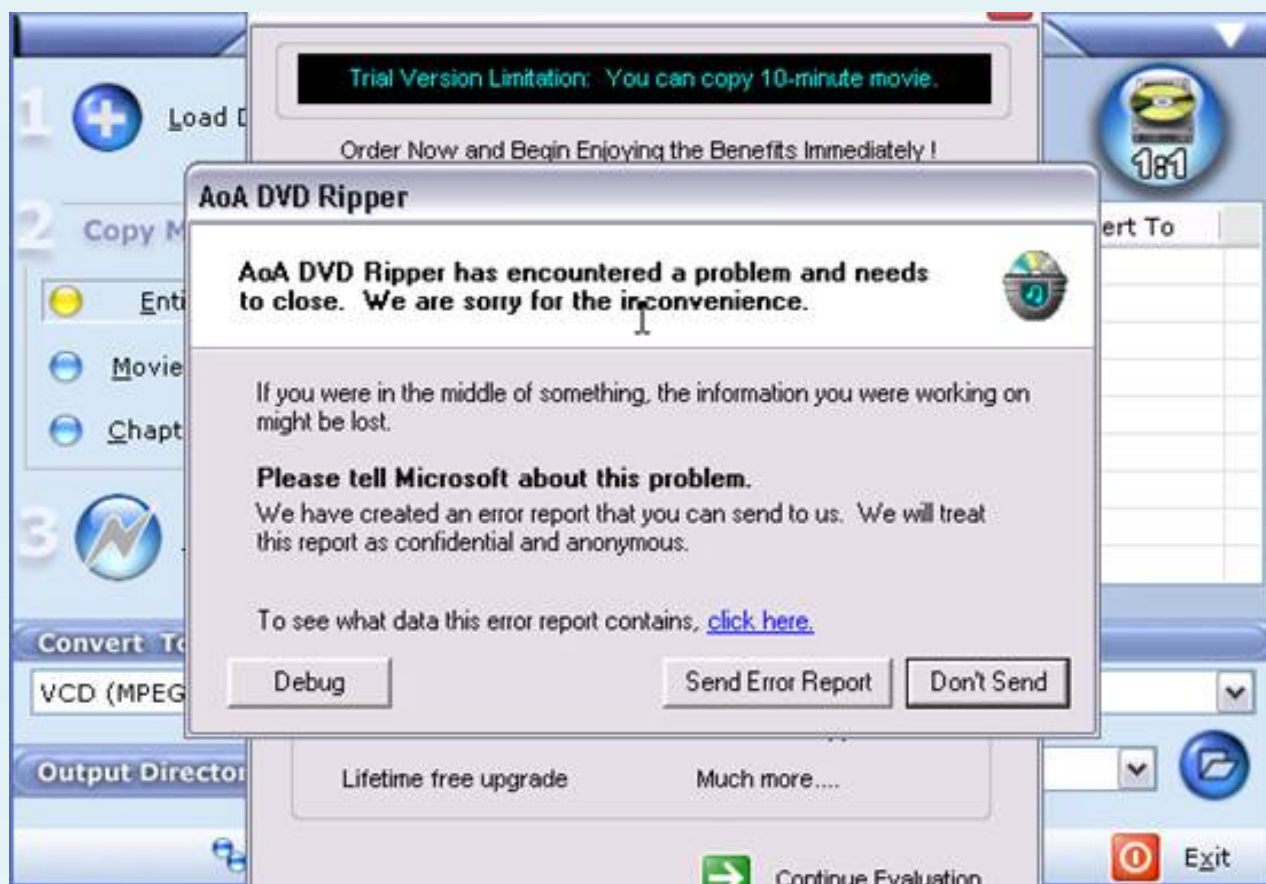 Trial Version Limitation: You can copy 10-minute movie.
1 Load D
Order Now and Begin Enjoying the Benefits Immediately !
1:1
AoA DVD Ripper
2 Copy M
ert To
AoA DVD Ripper has encountered a problem and needs
to close. We are sorry for the inconvenience.
Enti
Movie
If you were in the middle of something, the information you were working on
might be lost.
Chapt
Please tell Microsoft about this problem.
We have created an error report that you can send to us. We will treat
this report as confidential and anonymous.
3
To see what data this error report contains, click here.
Convert To
Debug
Send Error Report
Don't Send
VCD (MPEG
Output Director
Lifetime free upgrade
Much more....
Continue Evaluation
Exit